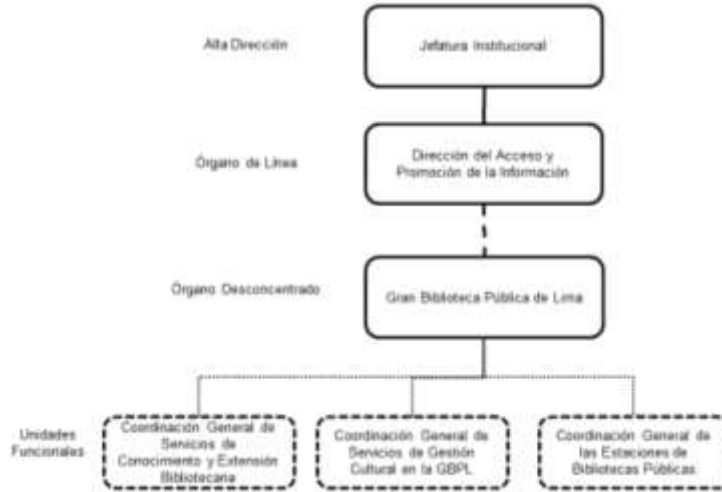 Alta Dirección
Jefatura Institucional
Órgano de Línea
Dirección del Acceso y
Promoción de la Información
Órgano Desconcentrado
Gran Biblioteca Pública de Lima
Unidades
Funcionales
Coordinación General de
Servicios de
Conocimiento y Extensión
Bibliotecaria
Coordinación General de
Servicios de Gestión
Cultural en la GBPL
Coordinación General de
las Estaciones de
Bibliotecas Públicas